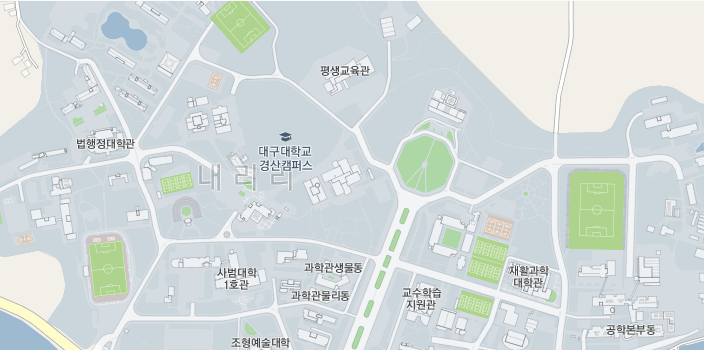 평생교육관
법행정대학관
대구대학교
경산캠퍼스
내리리
사범대학
1호관
과학관생물동
과학관물리동
교수학습
지원관
재활과학
대학관
조형예술대학
공학본부동